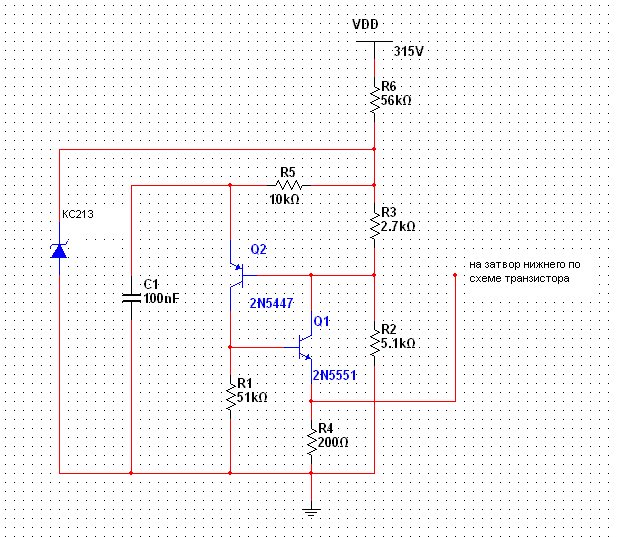 VDD
315V
R6
56kΩ
R5
10kΩ
R3
2.7kΩ
КС213
Q2
на затвор нижнего по
схеме транзистора
C1
100nF
2N5447
Q1
R2
5.1kΩ
2N5551
R1
51kΩ
R4
200Ω